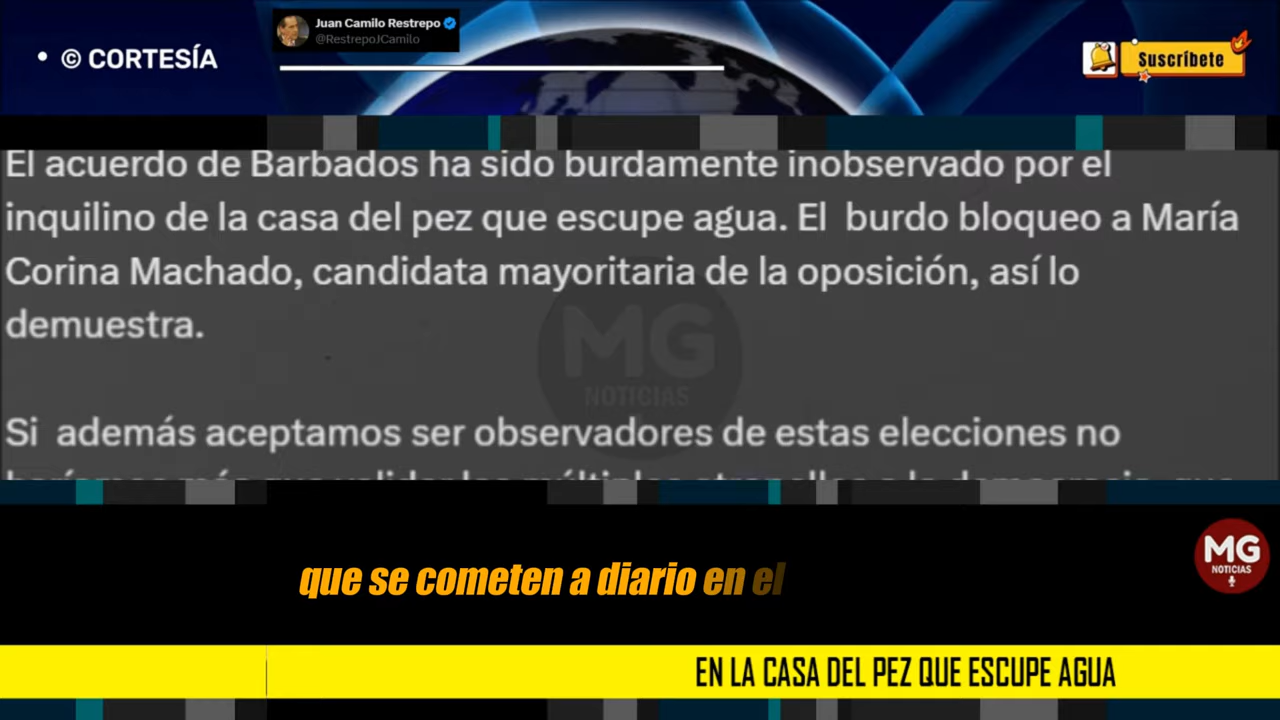 • © CORTESÍA
Juan Camilo Restrepo
@RestrepoJCamilo
Suscríbete
El acuerdo de Barbados ha sido burdamente inobservado por el
inquilino de la casa del pez que escupe agua. El  burdo bloqueo a María
Corina Machado, candidata mayoritaria de la oposición, así lo
demuestra.
MG
NOTICIAS
Si  además aceptamos ser observadores de estas elecciones no
que se cometen a diario en el
MG
NOTICIAS
EN LA CASA DEL PEZ QUE ESCUPE AGUA